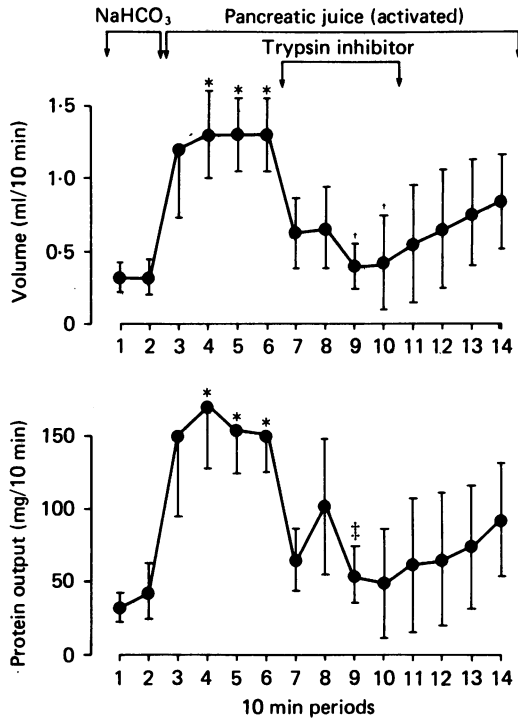 NaHCO₃ Pancreatic juice (activated)
Trypsin inhibitor
Volume (ml/10 min)
1·5
1·0
0·5
0
* * *
† †
1 2 3 4 5 6 7 8 9 10 11 12 13 14
Protein output (mg/10 min)
150
100
50
0
* * *
‡
1 2 3 4 5 6 7 8 9 10 11 12 13 14
10 min periods